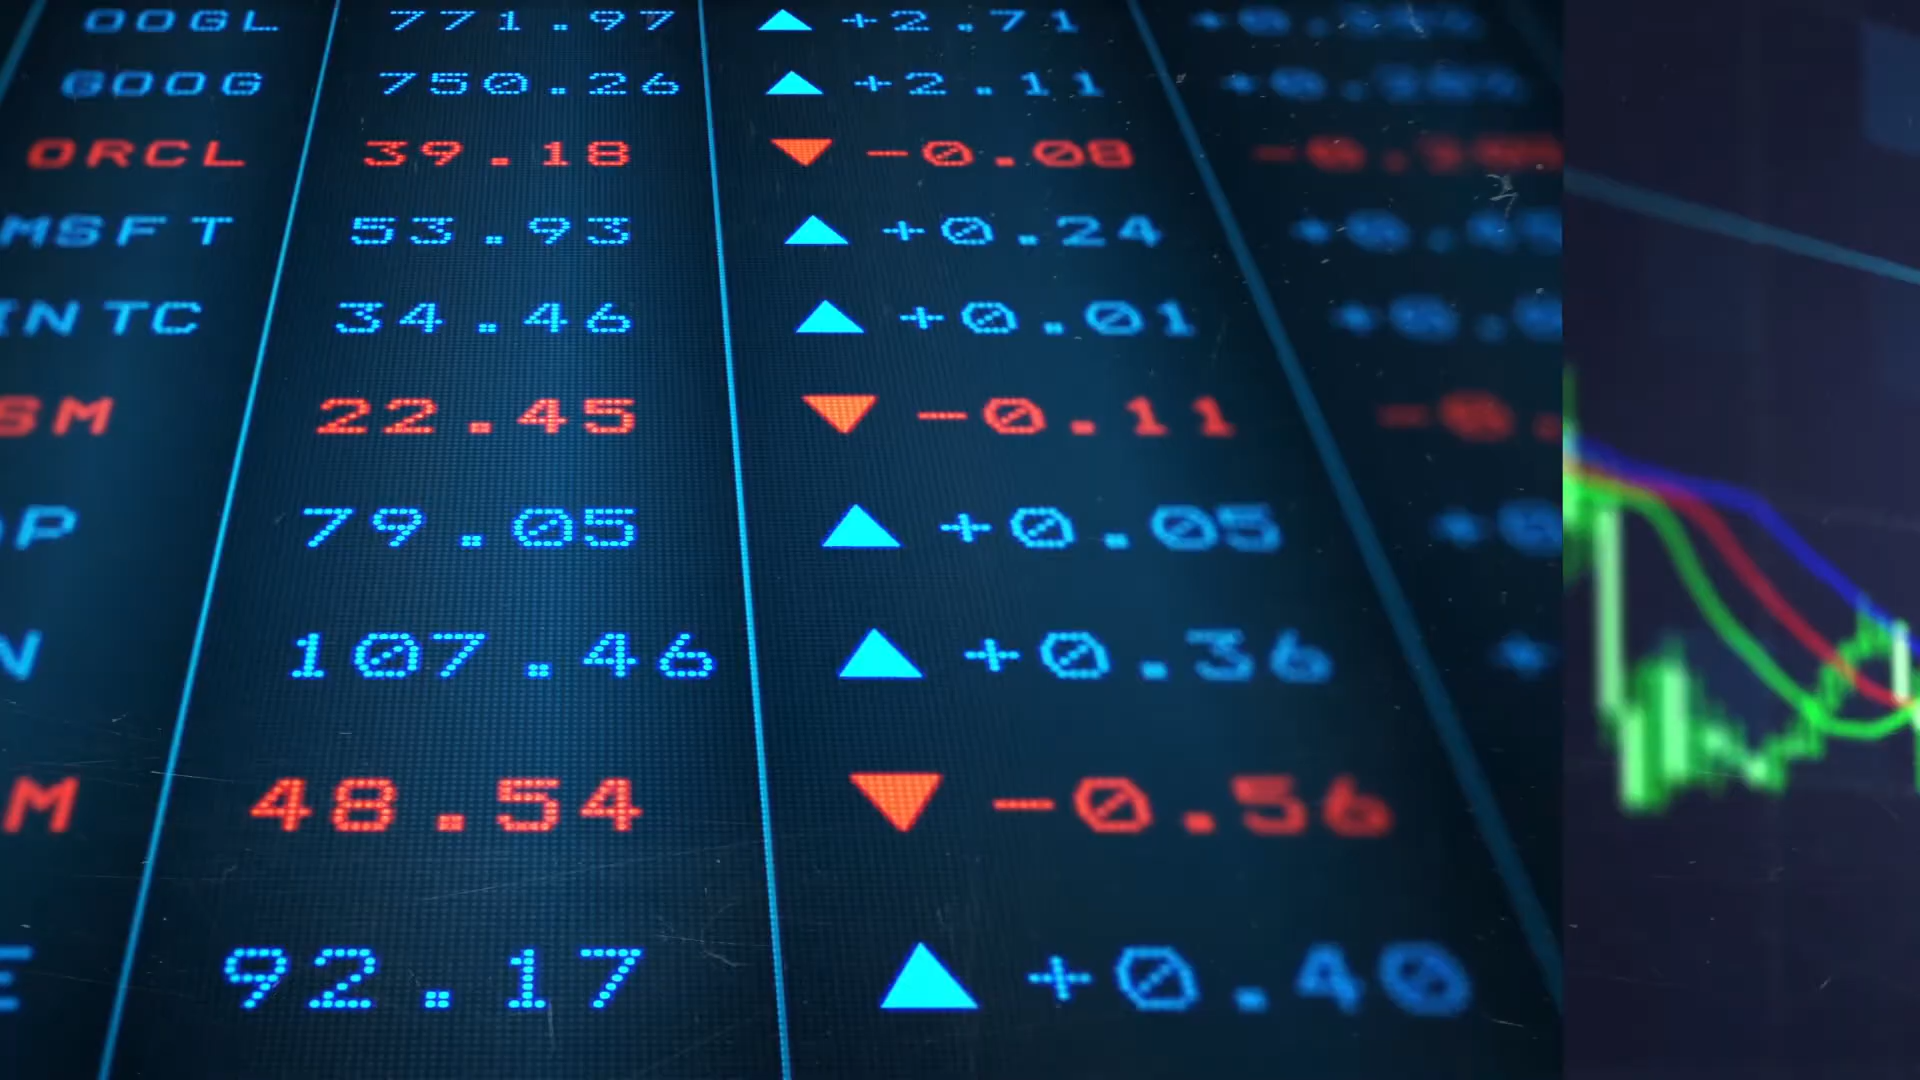 OOGL 771.97 +2.71
GOOG 750.26 +2.11
ORCL 39.18 -0.08
MSFT 53.93 +0.24
INTC 34.46 +0.01
SM 22.45 -0.11
OP 79.05 +0.05
N 107.46 +0.36
M 48.54 -0.56
E 92.17 +0.40